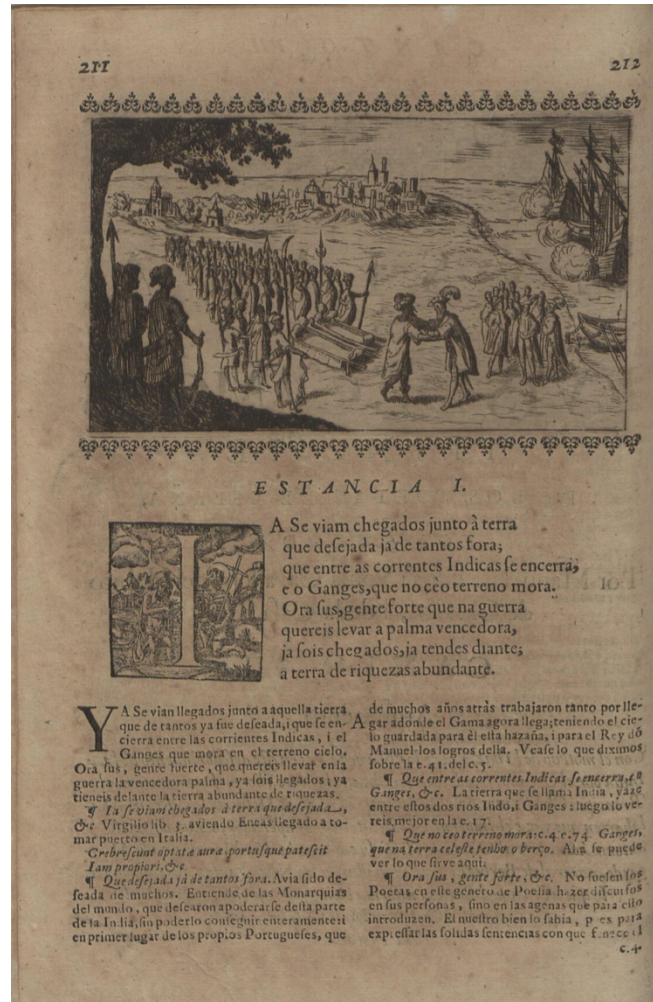 211
212
ESTANCIA I.
IA Se viam chegados junto à terra
que desejada ja de tantos fora;
que entre as correntes Indicas se encerra,
e o Ganges, que no cèo terreno mora.
Ora sus, gente forte que na guerra
quereis levar a palma vencedora,
ja sois chegados, ja tendes diante;
a terra de riquezas abundante.
YA Se vian llegados junto a aquella tierra
que de tantos ya fue deseada, i que se en-
cierra entre las corrientes Indicas, i el
Ganges que mora en el terreno cielo.
Ora sus, gente fuerte, que quereis llevar en la
guerra la vencedora palma, ya sois llegados; ya
teneis delante la tierra abundante de riquezas.
¶ Ia se viam chegados à terra que desejada,
&c Virgilio lib. 3. aviendo Eneas llegado a to-
mar puerto en Italia.
Crebrescunt optatæ auræ, portusque patescit
Iam propior, &c.
¶ Que desejada já de tantos fora. Avia sido de-
seada de muchos. Entiende de las Monarquias
del mundo, que desearon apoderarse desta parte
de la India, sin poderlo conseguir enteramente: i
en primer lugar de los propios Portugueses, que
de muchos años atràs trabajaron tanto por lle-
A gar adonde el Gama agora llega; teniendo el cie-
lo guardada para èl esta hazaña, i para el Rey dõ
Manuel los logros della. Vease lo que diximos
sobre la e. 41. del c. 5.
¶ Que entre as correntes Indicas se encerra, e o
Ganges, &c. La tierra que se llama India, yaze
entre estos dos rios Indo, i Ganges: luego lo ve-
reis mejor en la e. 17.
¶ Que no ceo terreno mora: c. 4 e. 74 Ganges,
que na terra celeste tenho o berço. Allà se puede
ver lo que sirve aqui.
¶ Ora sus, gente forte, &c. No suelen los
Poetas en este genero de Poesia hazer discursos
en sus personas, sino en las agenas que para esso
introduzen. El nuestro bien lo sabia, pues para
expressar las solidas sentencias con que
c. 4.